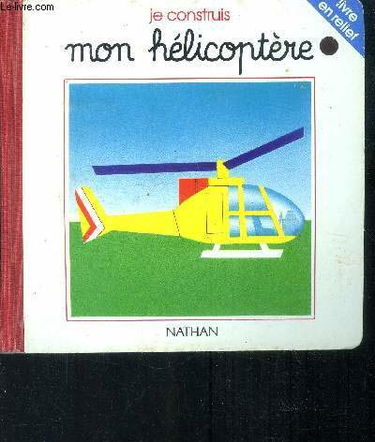 Le-livre.com
je construis
mon hélicoptère
livre
en relief
NATHAN